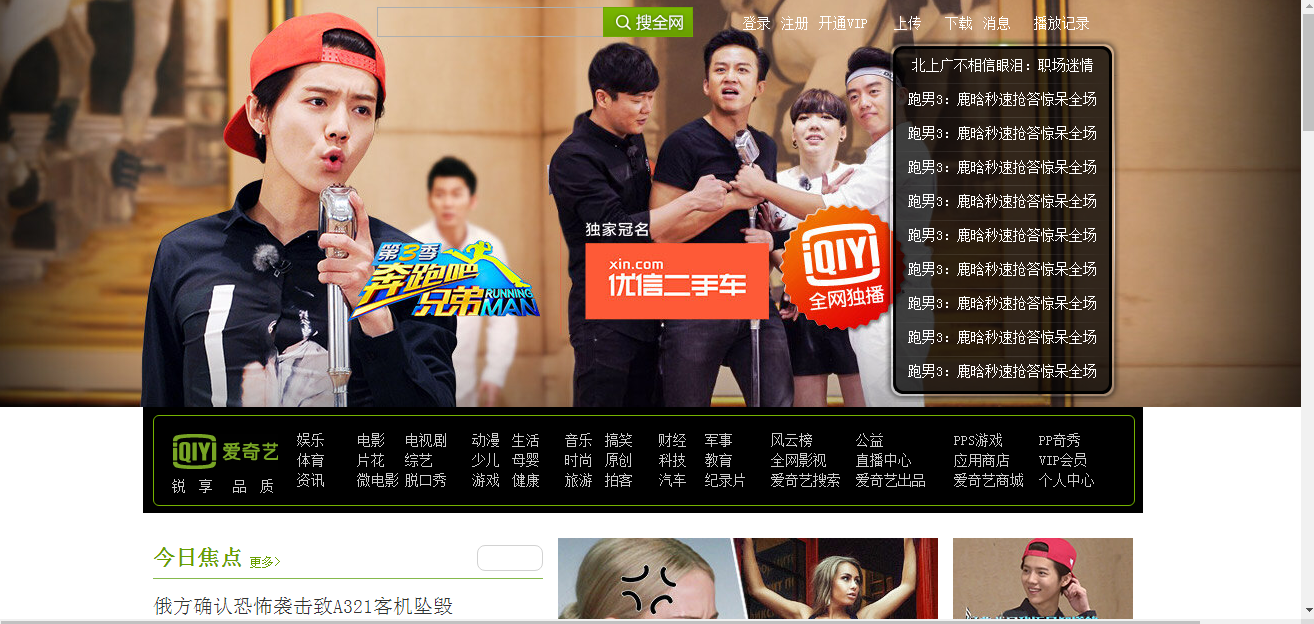 搜全网
登录 注册 开通VIP 上传 下载 消息 播放记录
北上广不相信眼泪：职场迷情
跑男3：鹿晗秒速抢答惊呆全场
跑男3：鹿晗秒速抢答惊呆全场
跑男3：鹿晗秒速抢答惊呆全场
跑男3：鹿晗秒速抢答惊呆全场
跑男3：鹿晗秒速抢答惊呆全场
跑男3：鹿晗秒速抢答惊呆全场
跑男3：鹿晗秒速抢答惊呆全场
跑男3：鹿晗秒速抢答惊呆全场
跑男3：鹿晗秒速抢答惊呆全场
第3季
奔跑吧
兄弟
RUNNING
MAN
独家冠名
xin.com
优信二手车
iQIYI
全网独播
iQIYI 爱奇艺
锐 享 品 质
娱乐 电影 电视剧 动漫 生活 音乐 搞笑 财经 军事 风云榜 公益 PPS游戏 PP奇秀
体育 片花 综艺 少儿 母婴 时尚 原创 科技 教育 全网影视 直播中心 应用商店 VIP会员
资讯 微电影 脱口秀 游戏 健康 旅游 拍客 汽车 纪录片 爱奇艺搜索 爱奇艺出品 爱奇艺商城 个人中心
今日焦点 更多>
俄方确认恐怖袭击致A321客机坠毁